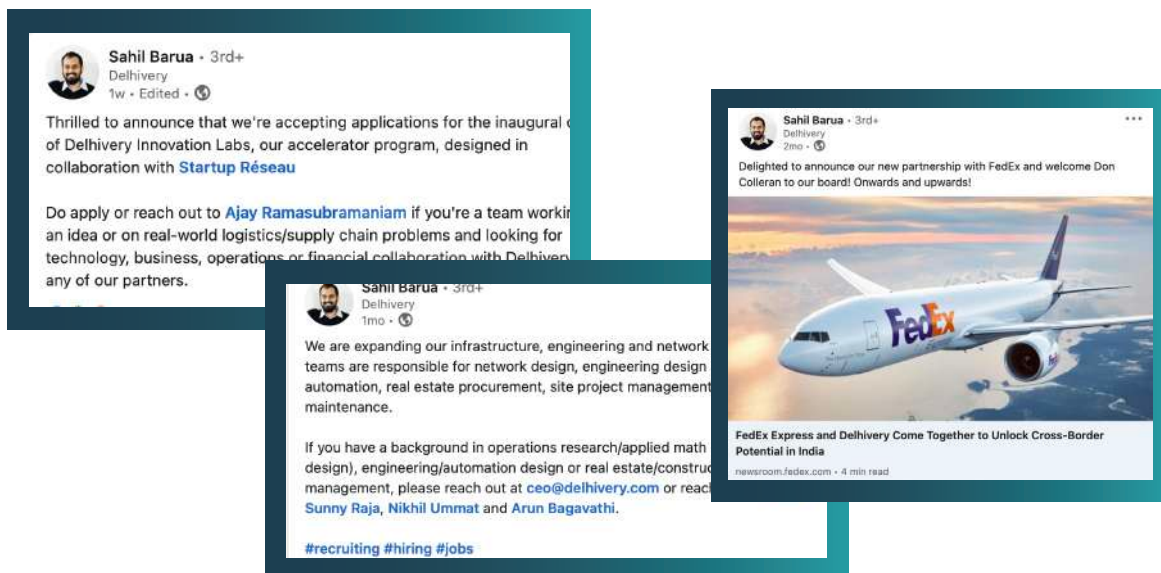 Sahil Barua • 3rd+
Delhivery
1w • Edited •
Thrilled to announce that we're accepting applications for the inaugural
of Delhivery Innovation Labs, our accelerator program, designed in
collaboration with Startup Réseau
Do apply or reach out to Ajay Ramasubramaniam if you're a team
an idea or on real-world logistics/supply chain problems and looking for
technology, business, operations or financial collaboration with Delhivery
any of our partners.
Sahil Barua • 3rd+
Delhivery
1mo •
We are expanding our infrastructure, engineering and network
teams are responsible for network design, engineering design
automation, real estate procurement, site project management
maintenance.
If you have a background in operations research/applied math
design), engineering/automation design or real estate/
management, please reach out at ceo@delhivery.com or
Sunny Raja, Nikhil Ummat and Arun Bagavathi.
#recruiting #hiring #jobs
Sahil Barua • 3rd+
Delhivery
2mo •
Delighted to announce our new partnership with FedEx and welcome Don
Colleran to our board! Onwards and upwards!
FedEx
FedEx Express and Delhivery Come Together to Unlock Cross-Border
Potential in India
newsroom.fedex.com • 4 min read